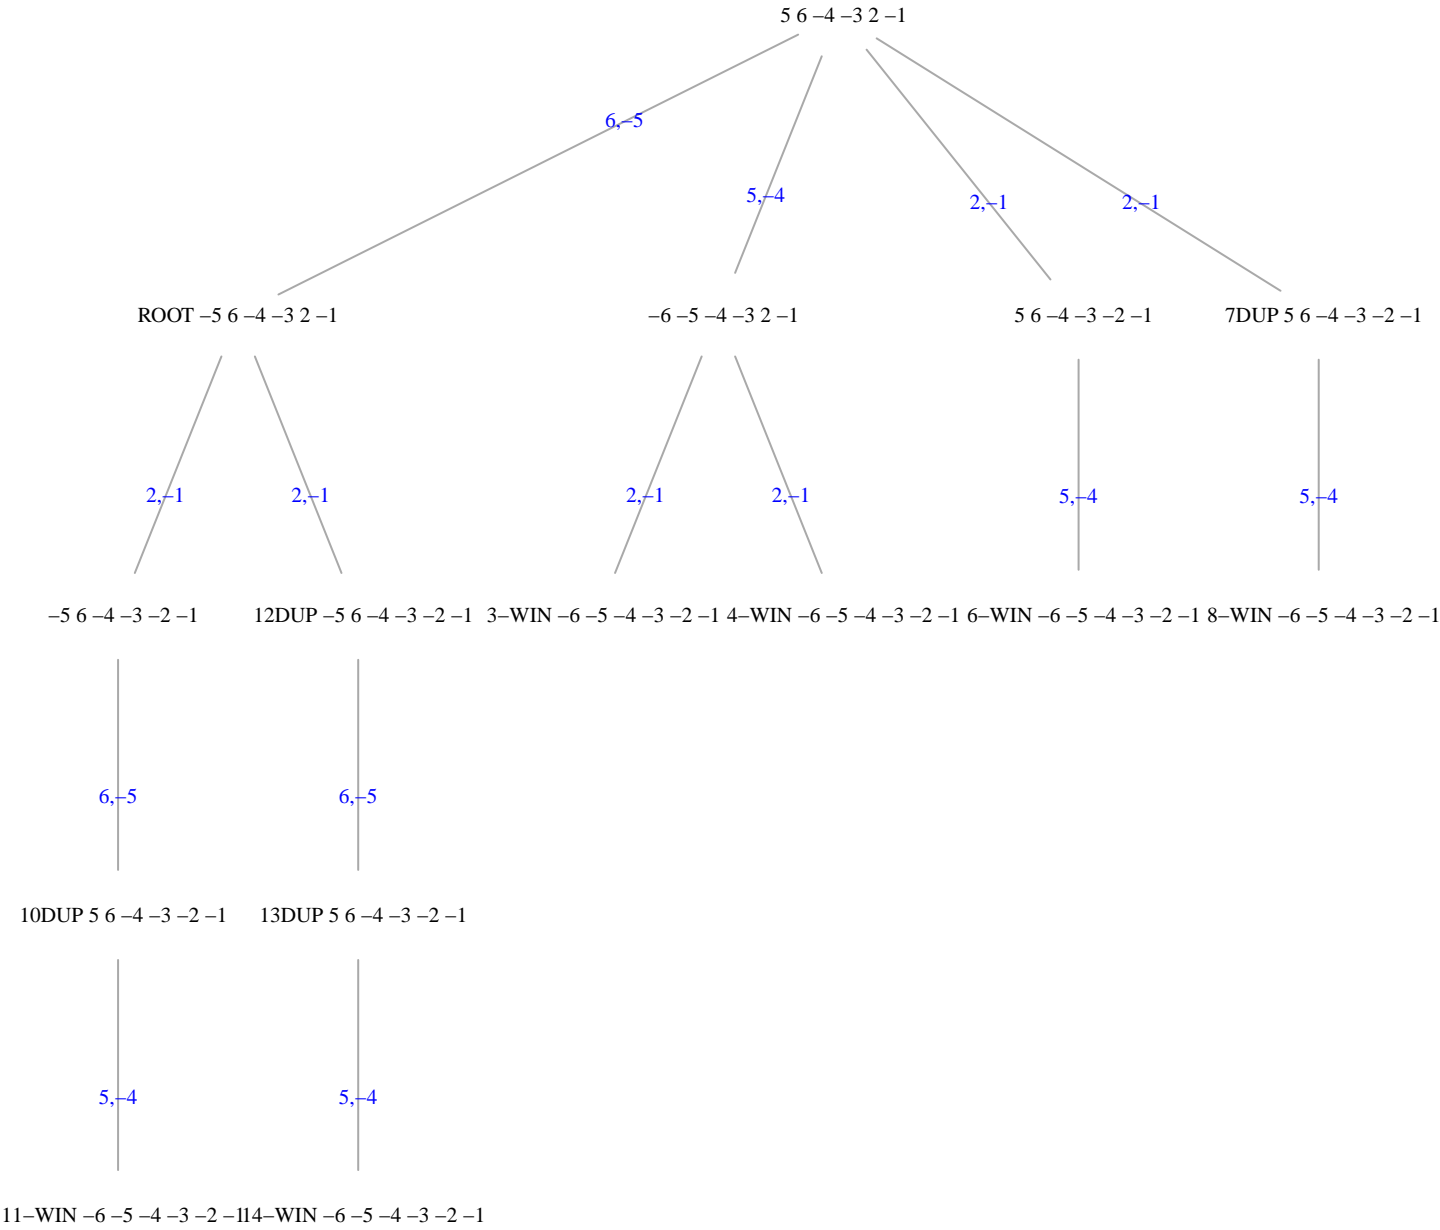 5 6 −4 −3 2 −1
6,−5
5,−4
2,−1
2,−1
ROOT −5 6 −4 −3 2 −1
−6 −5 −4 −3 2 −1
5 6 −4 −3 −2 −1
7DUP 5 6 −4 −3 −2 −1
2,−1
2,−1
2,−1
2,−1
5,−4
5,−4
−5 6 −4 −3 −2 −1
12DUP −5 6 −4 −3 −2 −1
3−WIN −6 −5 −4 −3 −2 −1
4−WIN −6 −5 −4 −3 −2 −1
6−WIN −6 −5 −4 −3 −2 −1
8−WIN −6 −5 −4 −3 −2 −1
6,−5
6,−5
10DUP 5 6 −4 −3 −2 −1
13DUP 5 6 −4 −3 −2 −1
5,−4
5,−4
11−WIN −6 −5 −4 −3 −2 −1
14−WIN −6 −5 −4 −3 −2 −1